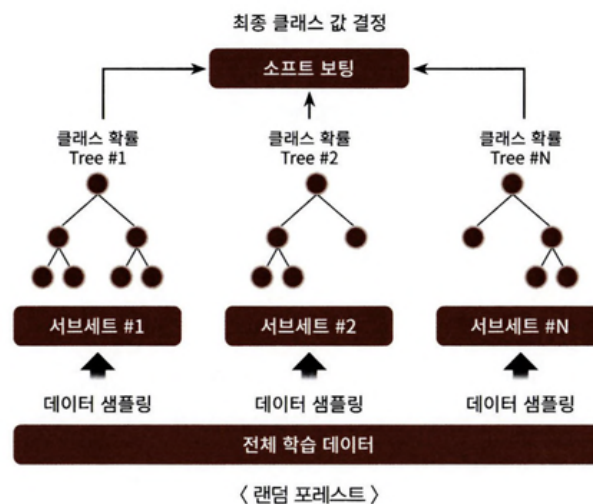 최종 클래스 값 결정
소프트 보팅
클래스 확률
Tree #1
클래스 확률
Tree #2
클래스 확률
Tree #N
서브세트 #1
서브세트 #2
서브세트 #N
데이터 샘플링
데이터 샘플링
데이터 샘플링
전체 학습 데이터
〈 랜덤 포레스트 〉